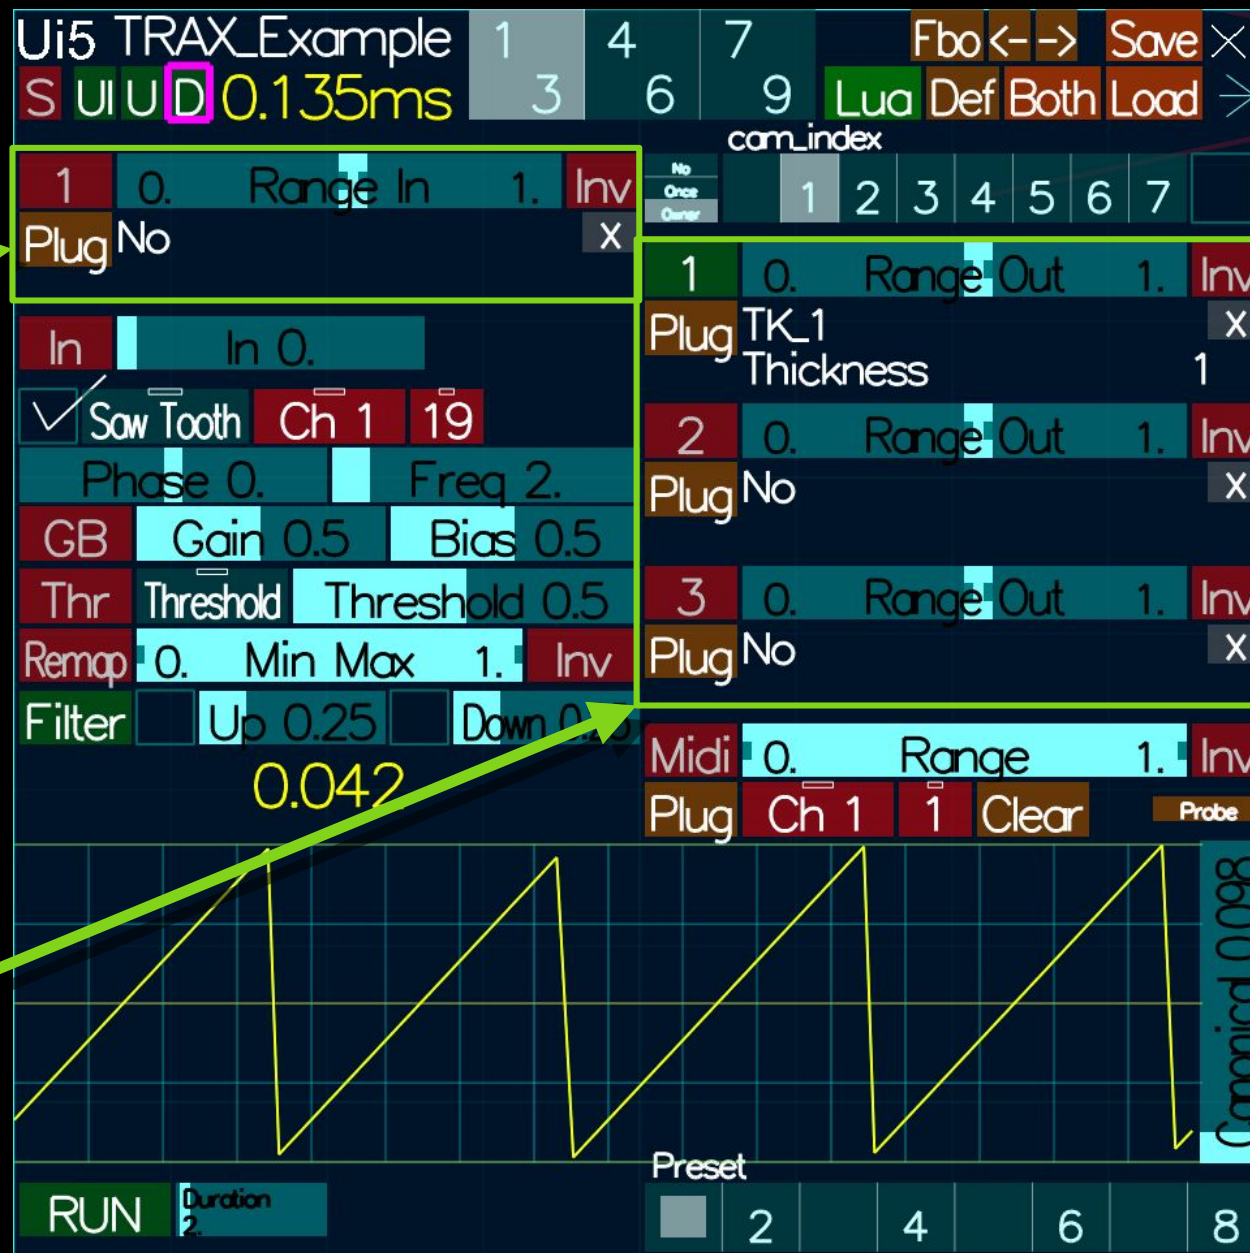 Ui5 TRAX_Example 1 4 7 Fbo <- -> Save
S UI U D 0.135ms 3 6 9 Lua Def Both Load
cam_index
No
Once
Owner
1 2 3 4 5 6 7
1 0. Range In 1. Inv
Plug No X
In In 0.
Saw Tooth Ch 1 19
Phase 0. Freq 2.
GB Gain 0.5 Bias 0.5
Thr Threshold Threshold 0.5
Remap 0. Min Max 1. Inv
Filter Up 0.25 Down 0.25
0.042
1 0. Range Out 1. Inv
Plug TK_1 X
Thickness 1
2 0. Range Out 1. Inv
Plug No X
3 0. Range Out 1. Inv
Plug No X
Midi 0. Range 1. Inv
Plug Ch 1 1 Clear Probe
Canonical 0.098
Preset
RUN Duration
2.
2 4 6 8